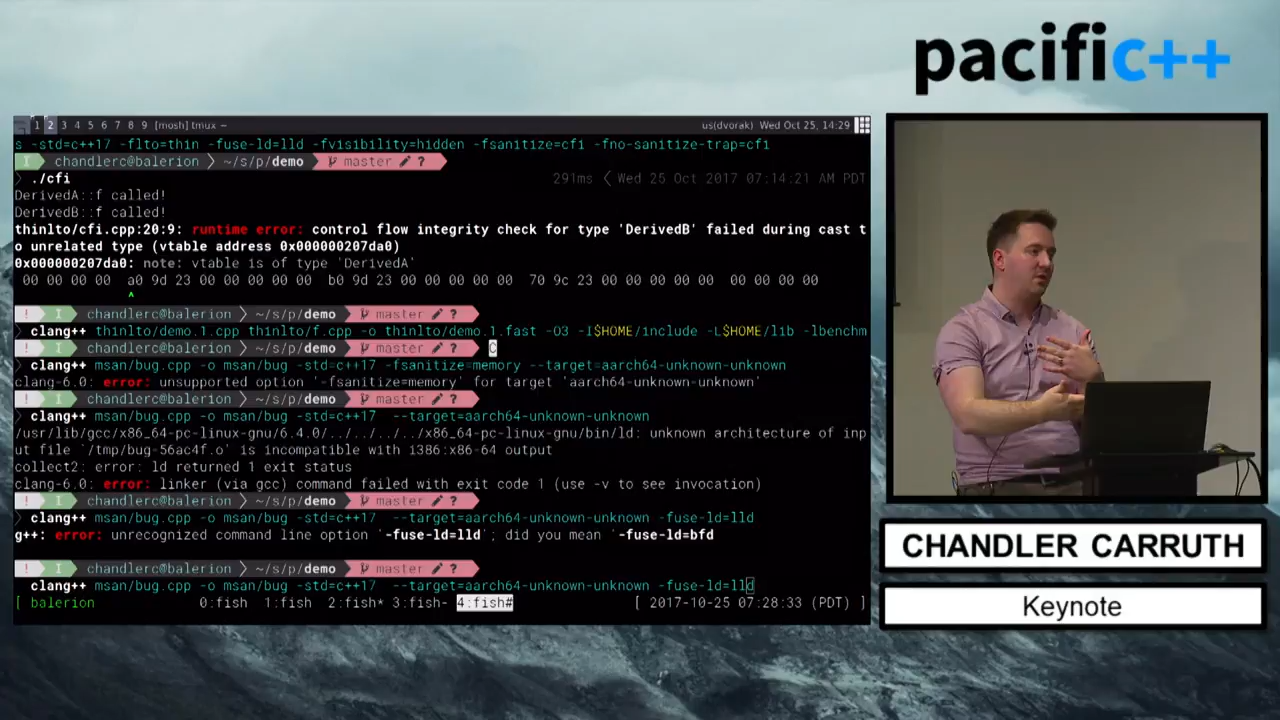 pacific++
1 2 3 4 5 6 7 8 9 [mosh] tmux ~ us(dvorak) Wed Oct 25, 14:29
s -std=c++17 -flto=thin -fuse-ld=lld -fvisibility=hidden -fsanitize=cfi -fno-sanitize-trap=cfi
I chandlerc@balerion ~/s/p/demo master ?
./cfi 291ms Wed 25 Oct 2017 07:14:21 AM PDT
DerivedA::f called!
DerivedB::f called!
thinlto/cfi.cpp:20:9: runtime error: control flow integrity check for type 'DerivedB' failed during cast t
o unrelated type (vtable address 0x000000207da0)
0x000000207da0: note: vtable is of type 'DerivedA'
00 00 00 00 a0 9d 23 00 00 00 00 00 b0 9d 23 00 00 00 00 00 70 9c 23 00 00 00 00 00 00 00 00 00
^
! I chandlerc@balerion ~/s/p/demo master ?
clang++ thinlto/demo.1.cpp thinlto/f.cpp -o thinlto/demo.1.fast -O3 -I$HOME/include -L$HOME/lib -lbenchm
! I chandlerc@balerion ~/s/p/demo master ? C
clang++ msan/bug.cpp -o msan/bug -std=c++17 -fsanitize=memory --target=aarch64-unknown-unknown
clang-6.0: error: unsupported option '-fsanitize=memory' for target 'aarch64-unknown-unknown'
! I chandlerc@balerion ~/s/p/demo master ?
clang++ msan/bug.cpp -o msan/bug -std=c++17 --target=aarch64-unknown-unknown
/usr/lib/gcc/x86_64-pc-linux-gnu/6.4.0/../../../../x86_64-pc-linux-gnu/bin/ld: unknown architecture of inp
ut file `/tmp/bug-56ac4f.o' is incompatible with i386:x86-64 output
collect2: error: ld returned 1 exit status
clang-6.0: error: linker (via gcc) command failed with exit code 1 (use -v to see invocation)
! I chandlerc@balerion ~/s/p/demo master ?
clang++ msan/bug.cpp -o msan/bug -std=c++17 --target=aarch64-unknown-unknown -fuse-ld=lld
g++: error: unrecognized command line option '-fuse-ld=lld'; did you mean '-fuse-ld=bfd
! I chandlerc@balerion ~/s/p/demo master ?
clang++ msan/bug.cpp -o msan/bug -std=c++17 --target=aarch64-unknown-unknown -fuse-ld=lld
[ balerion 0:fish 1:fish 2:fish* 3:fish- 4:fish# [ 2017-10-25 07:28:33 (PDT) ]
CHANDLER CARRUTH
Keynote